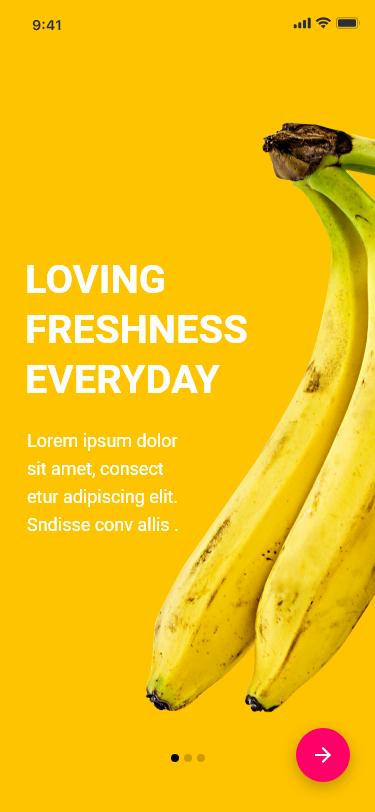 9:41
LOVING
FRESHNESS
EVERYDAY
Lorem ipsum dolor
sit amet, consect
etur adipiscing elit.
Sndisse conv allis .